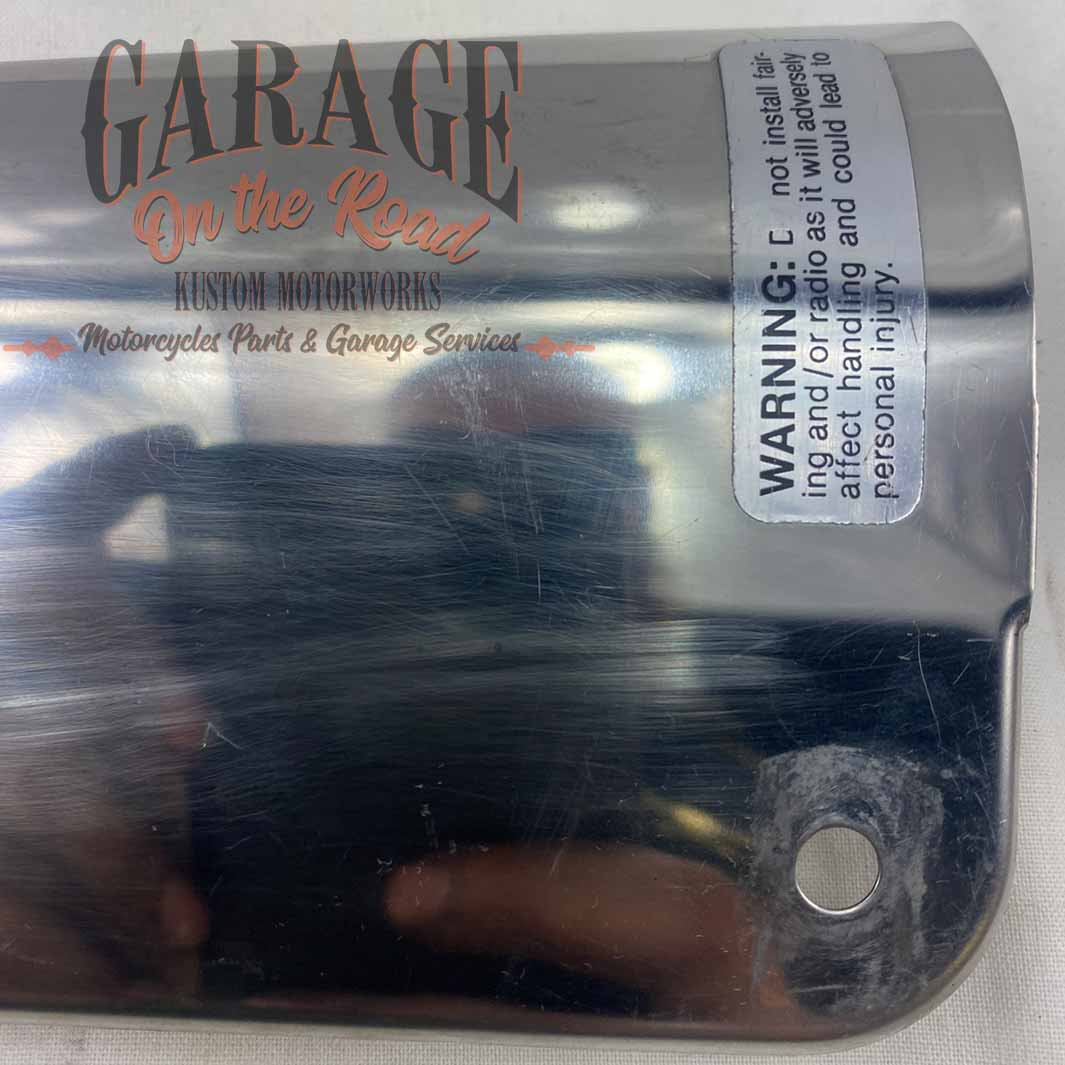 GARAGE
On the Road
KUSTOM MOTORWORKS
Motorcycles Parts & Garage Services
WARNING: D not install fair-
ing and/or radio as it will adversely
affect handling and could lead to
personal injury.